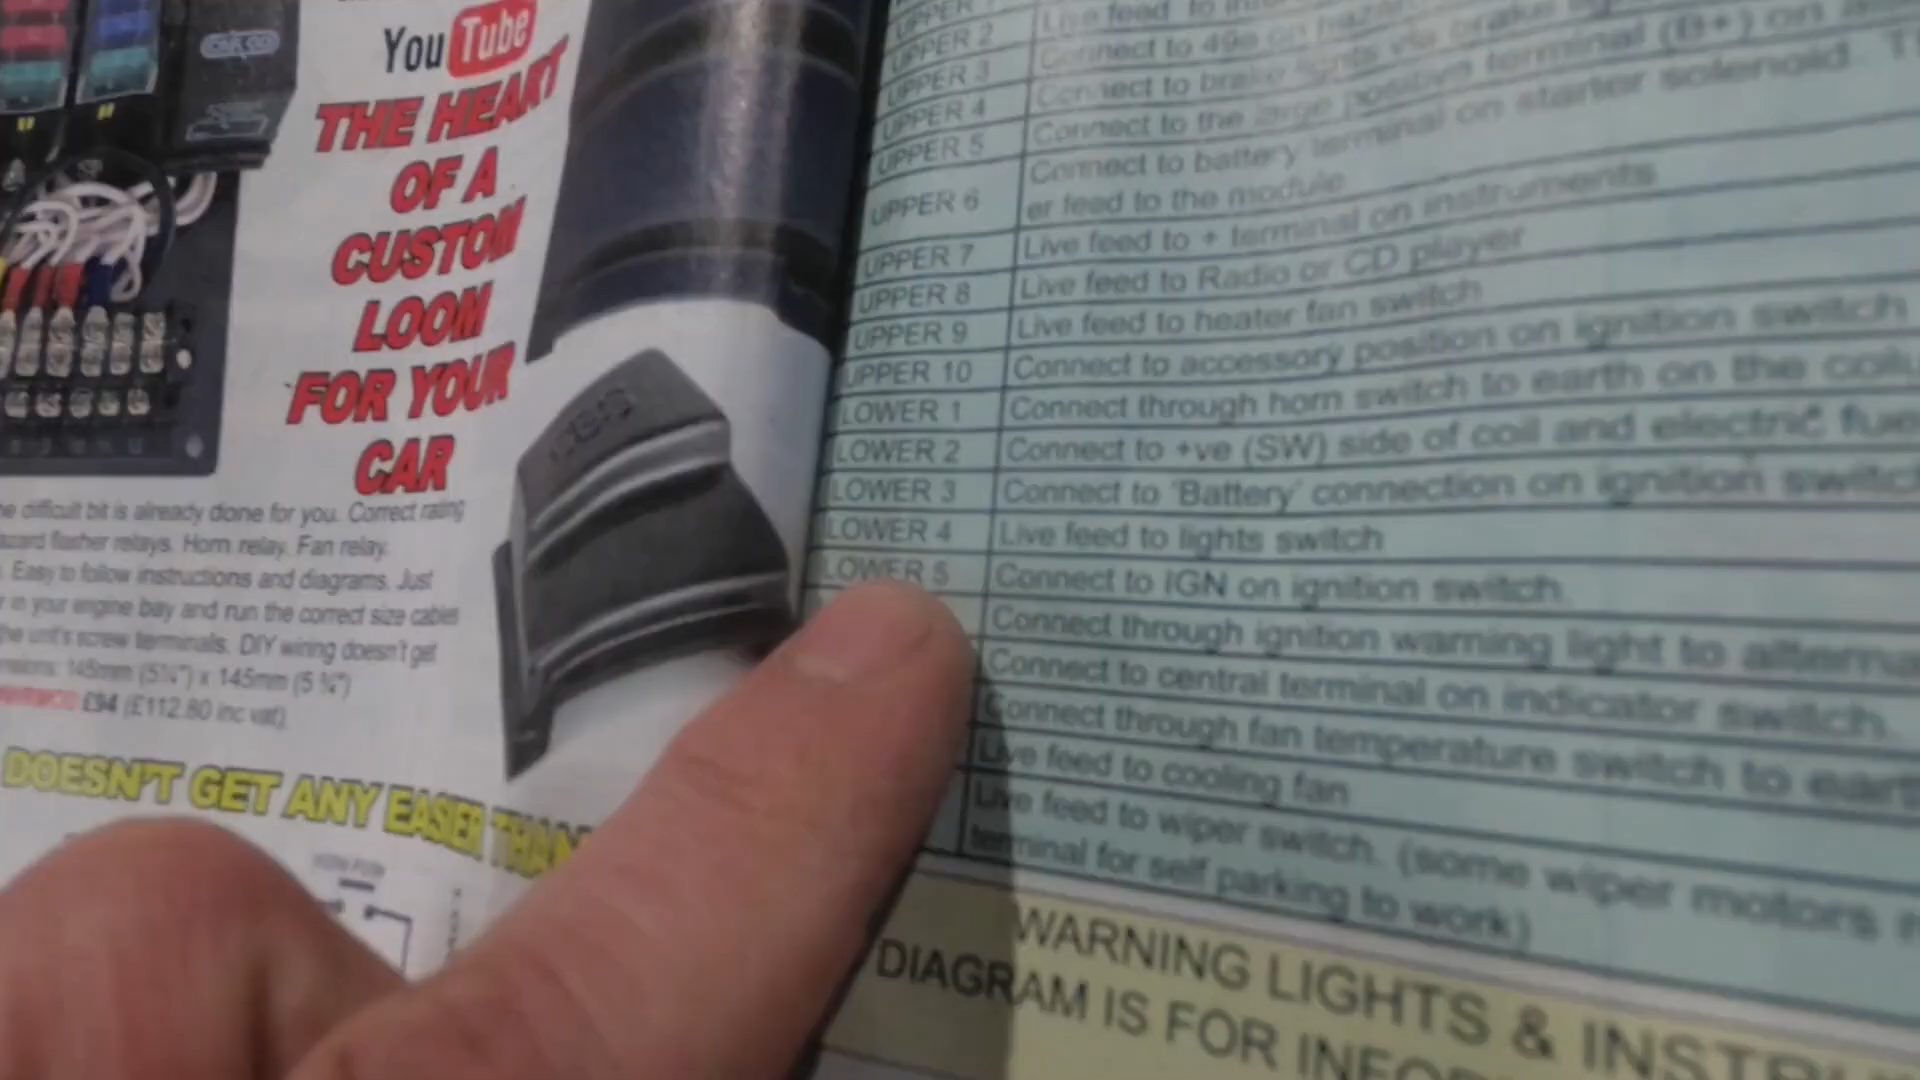 You Tube
THE HEART
OF A
CUSTOM
LOOM
FOR YOUR
CAR
difficult bit is already done for you. Correct rating
flasher relays. Horn relay. Fan relay.
Easy to follow instructions and diagrams. Just
in your engine bay and run the correct size cables
the unit's screw terminals. DIY wiring doesn't get
145mm (5¾") x 145mm (5 ¾")
£94 (£112.80 inc vat)
DOESN'T GET ANY EASIER THAN
UPPER 1 Live feed to
UPPER 2 Connect to 49a on
UPPER 3 Connect to brake lights via brake
UPPER 4 Connect to the large positive terminal (B+) on
UPPER 5 Connect to battery terminal on starter solenoid.
UPPER 6 er feed to the module
UPPER 7 Live feed to + terminal on instruments
UPPER 8 Live feed to Radio or CD player
UPPER 9 Live feed to heater fan switch
UPPER 10 Connect to accessory position on ignition switch
LOWER 1 Connect through horn switch to earth on the
LOWER 2 Connect to +ve (SW) side of coil and electric
LOWER 3 Connect to 'Battery' connection on ignition switch
LOWER 4 Live feed to lights switch
LOWER 5 Connect to IGN on ignition switch.
Connect through ignition warning light to
Connect to central terminal on indicator switch.
Connect through fan temperature switch to
Live feed to cooling fan
Live feed to wiper switch. (some wiper motors
terminal for self parking to work)
WARNING LIGHTS &
DIAGRAM IS FOR